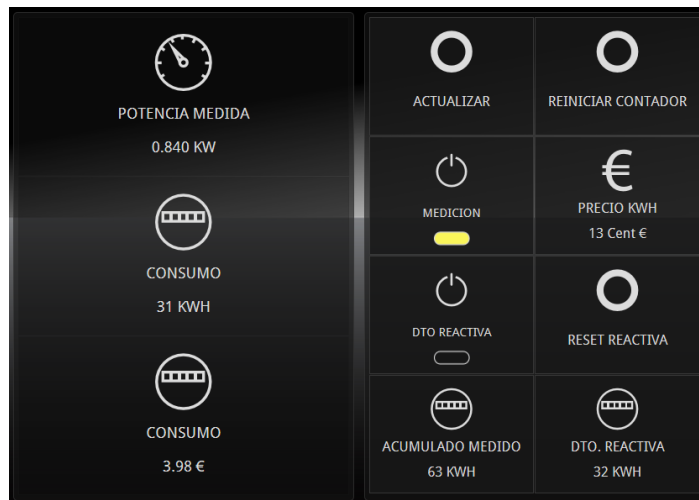 POTENCIA MEDIDA
0.840 KW
CONSUMO
31 KWH
CONSUMO
3.98 €
ACTUALIZAR
REINICIAR CONTADOR
MEDICION
€
PRECIO KWH
13 Cent €
DTO REACTIVA
RESET REACTIVA
ACUMULADO MEDIDO
63 KWH
DTO. REACTIVA
32 KWH